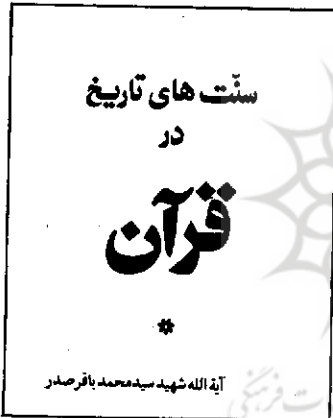 سنّت های تاریخ
در
قرآن
*
آیة الله شهید سید محمد باقر صدر